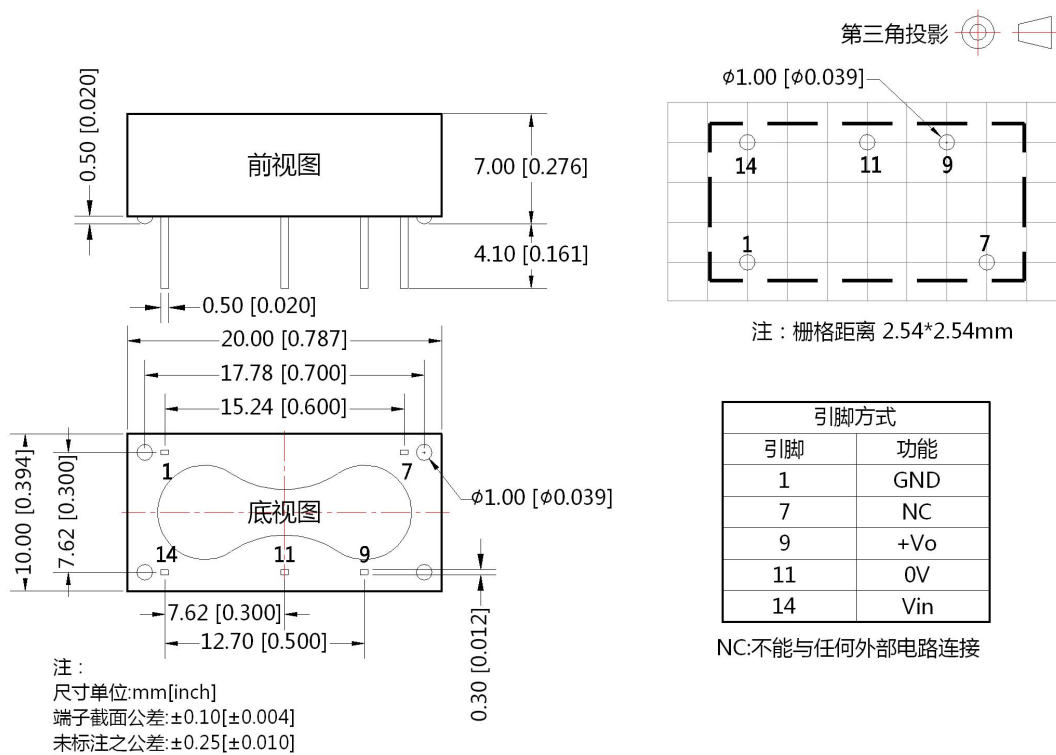 第三角投影
0.50 [0.020]
前视图
7.00 [0.276]
4.10 [0.161]
0.50 [0.020]
20.00 [0.787]
17.78 [0.700]
15.24 [0.600]
10.00 [0.394]
7.62 [0.300]
1
7
底视图
ϕ1.00 [ϕ0.039]
14
11
9
7.62 [0.300]
12.70 [0.500]
0.30 [0.012]
注：
尺寸单位:mm[inch]
端子截面公差:±0.10[±0.004]
未标注之公差:±0.25[±0.010]
ϕ1.00 [ϕ0.039]
14
11
9
1
7
注：栅格距离 2.54*2.54mm
引脚方式
引脚 功能
1 GND
7 NC
9 +Vo
11 0V
14 Vin
NC:不能与任何外部电路连接